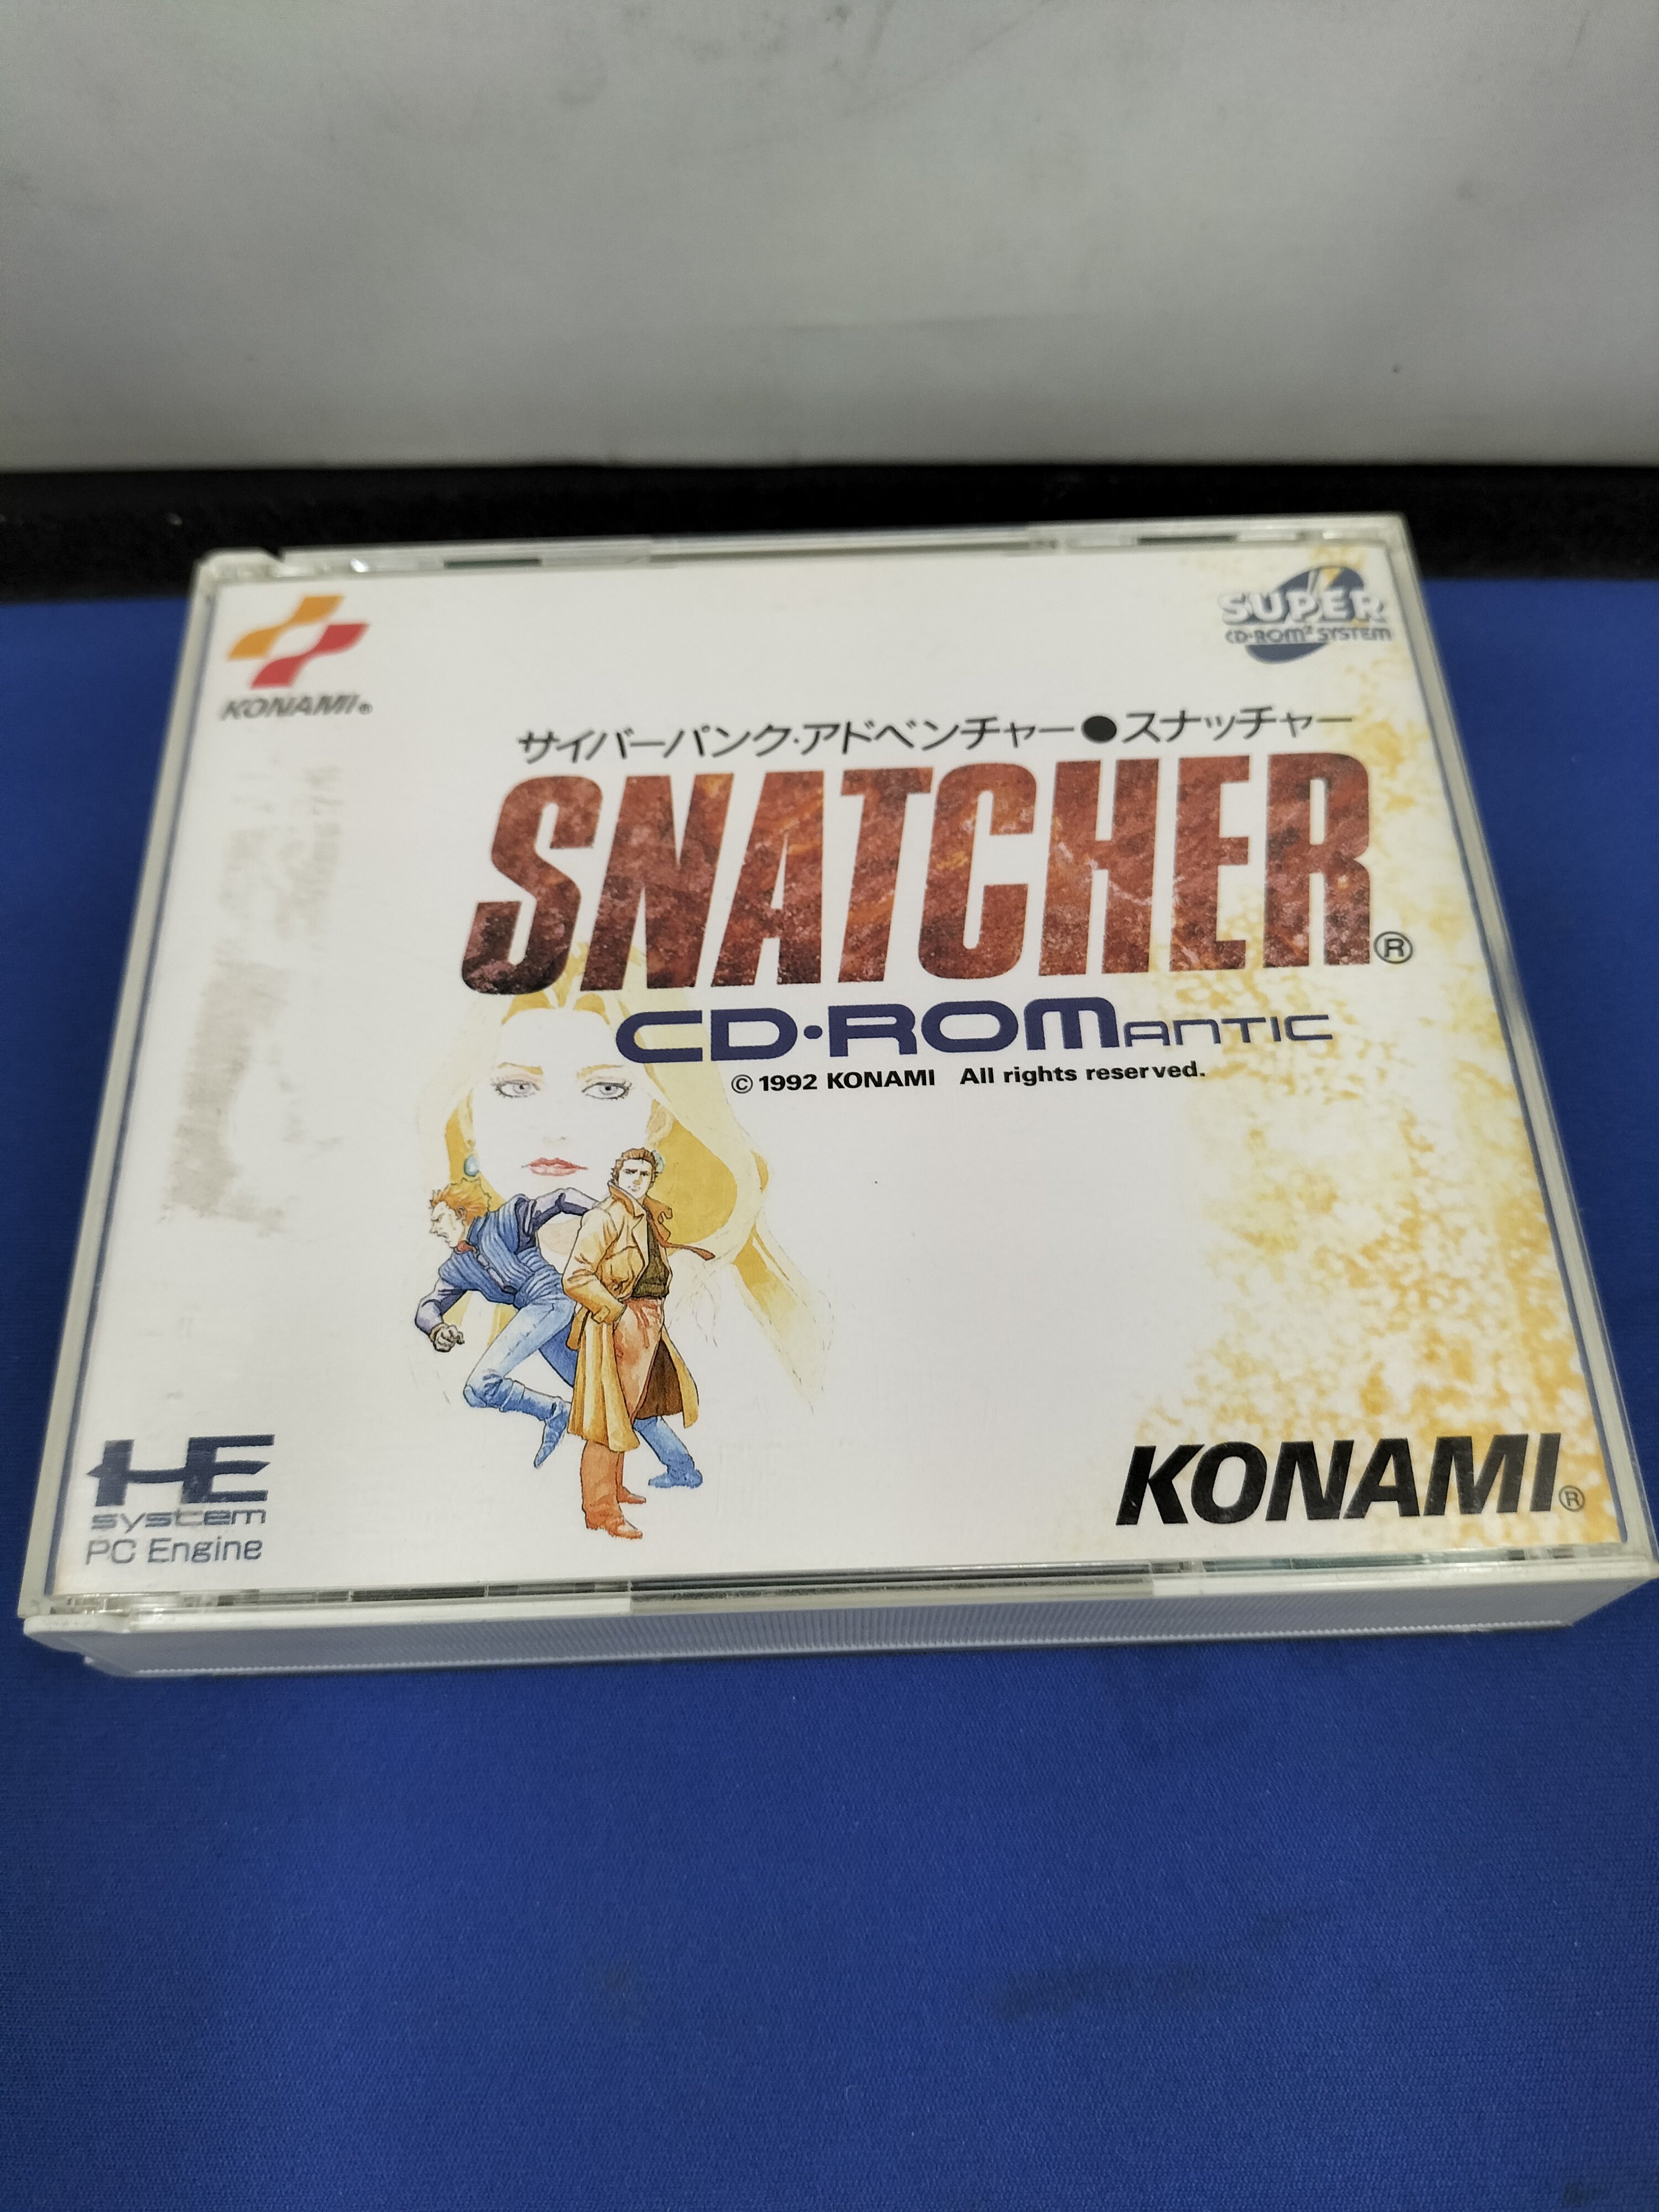 KONAMI®
SUPER
CD-ROM² SYSTEM
サイバーパンク・アドベンチャー●スナッチャー
SNATCHER®
CD・ROMANTIC
© 1992 KONAMI All rights reserved.
HE
system
PC Engine
KONAMI®